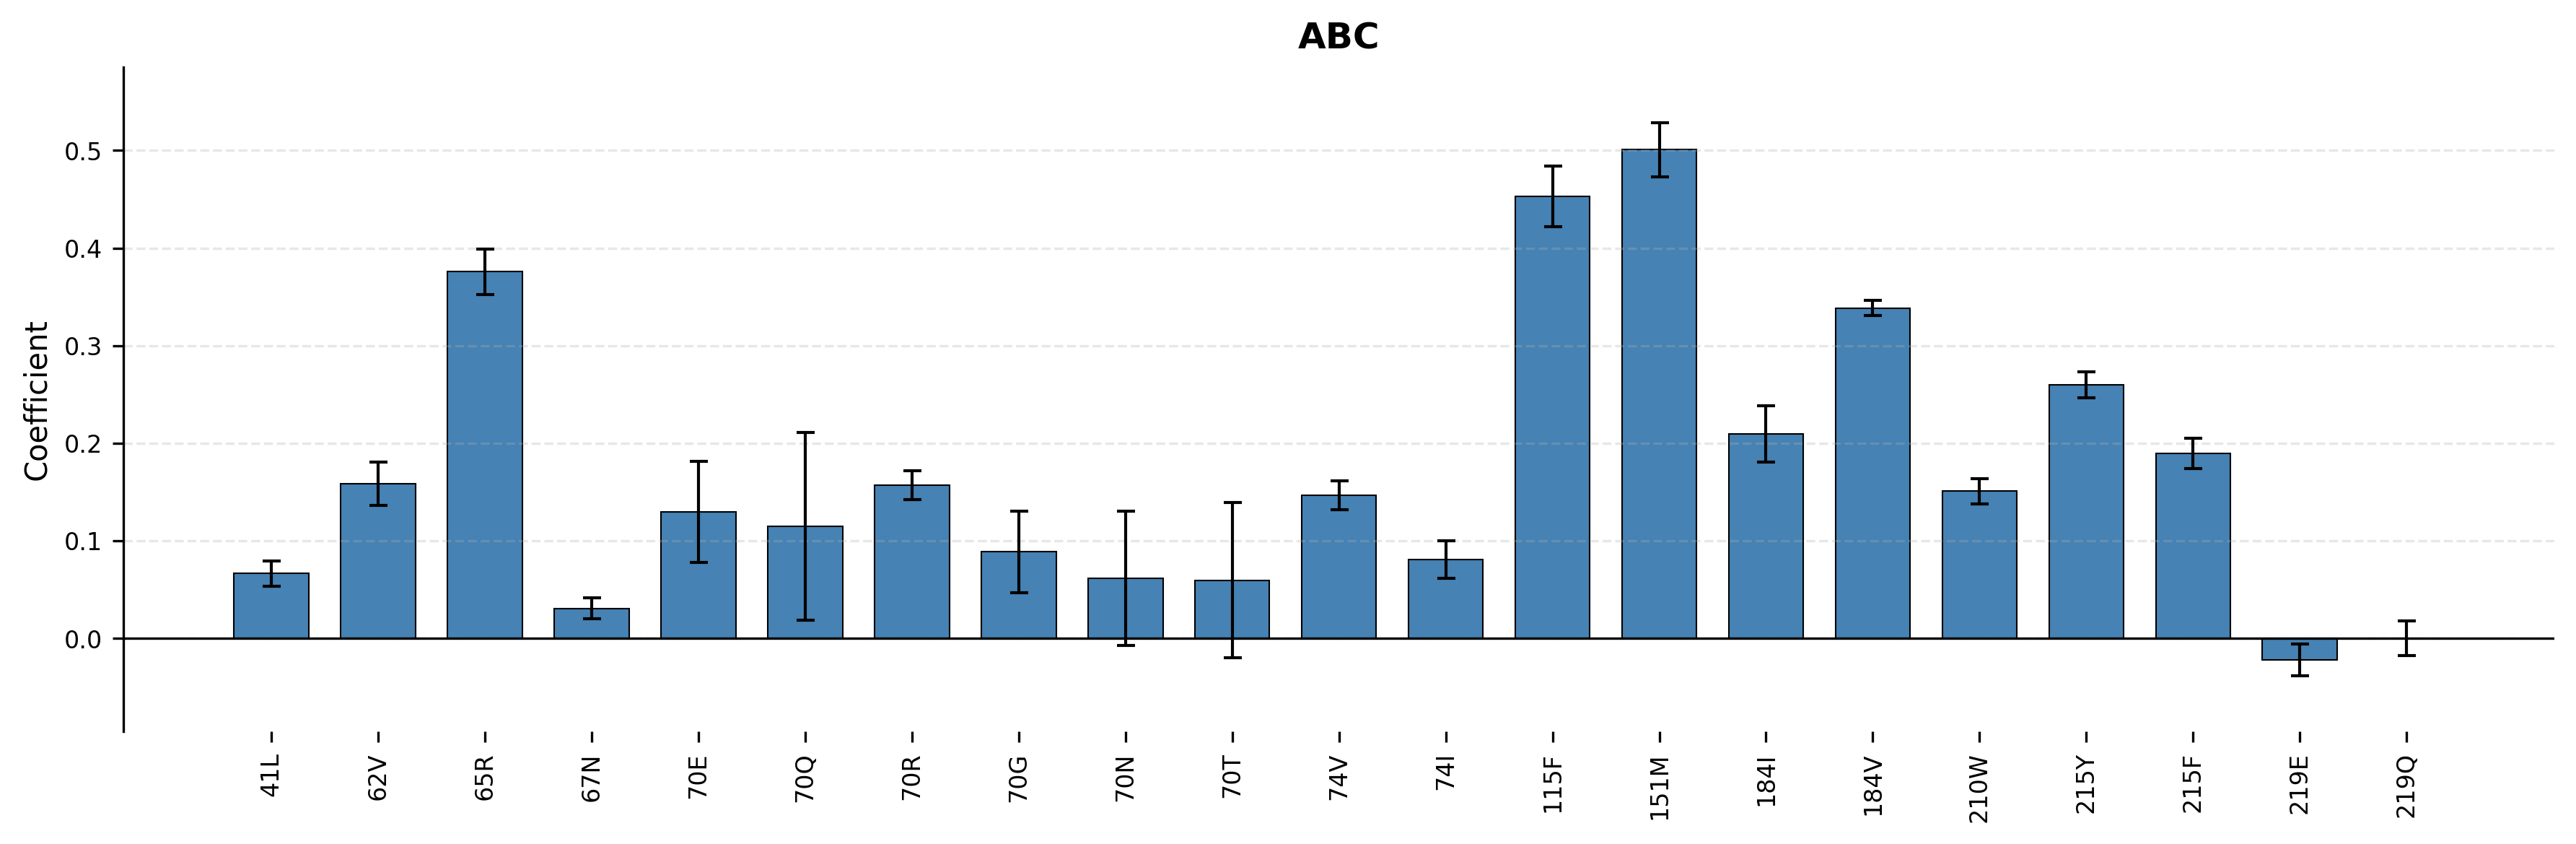 ABC
Coefficient
0.5
0.4
0.3
0.2
0.1
0.0
41L
62V
65R
67N
70E
70Q
70R
70G
70N
70T
74V
74I
115F
151M
184I
184V
210W
215Y
215F
219E
219Q